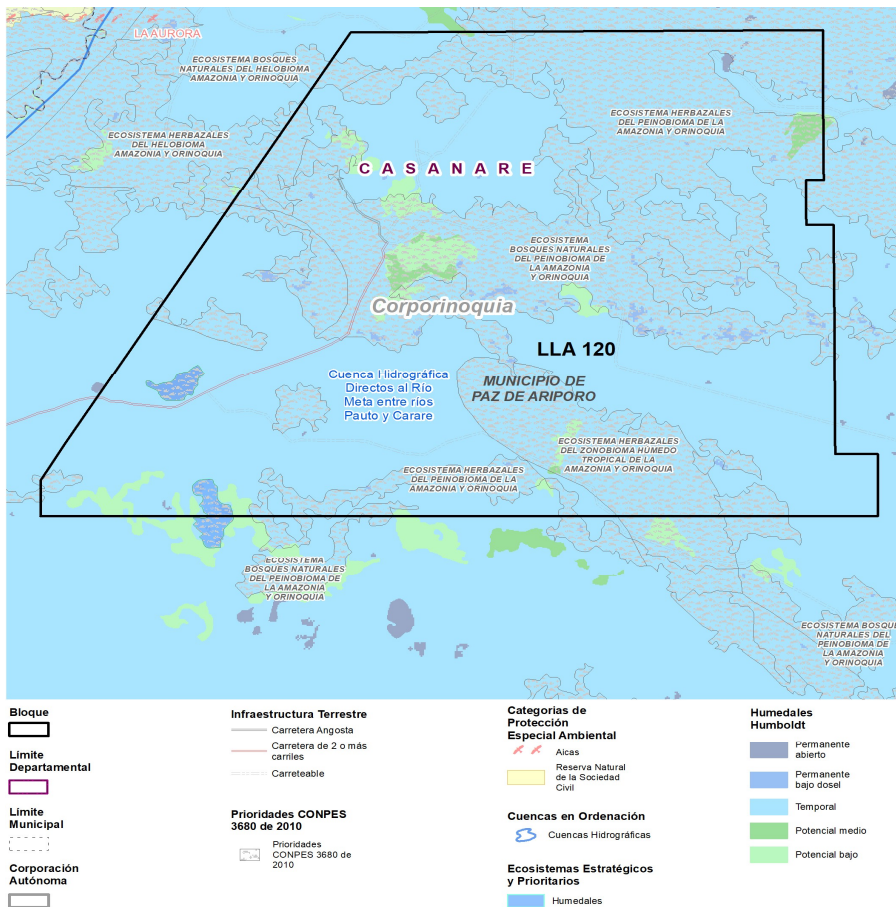 LA AURORA
ECOSISTEMA BOSQUES
NATURALES DEL HELOBIOMA
AMAZONIA Y ORINOQUIA
ECOSISTEMA HERBAZALES
DEL PEINOBIOMA DE LA
AMAZONIA Y ORINOQUIA
ECOSISTEMA HERBAZALES
DEL HELOBIOMA
AMAZONIA Y ORINOQUIA
CASANARE
ECOSISTEMA
BOSQUES NATURALES
DEL PEINOBIOMA DE
LA AMAZONIA
Y ORINOQUIA
Corporinoquia
LLA 120
Cuenca Hidrográfica
Directos al Río
Meta entre ríos
Pauto y Carare
MUNICIPIO DE
PAZ DE ARIPORO
ECOSISTEMA HERBAZALES
DEL ZONOBIOMA HUMEDO
TROPICAL DE LA
AMAZONIA Y ORINOQUIA
ECOSISTEMA HERBAZALES
DEL PEINOBIOMA DE LA
AMAZONIA Y ORINOQUIA
ECOSISTEMA
BOSQUES NATURALES
DEL PEINOBIOMA DE
LA AMAZONIA
Y ORINOQUIA
ECOSISTEMA BOSQUE
NATURALES DEL
PEINOBIOMA DE
LA AMAZONIA
Y ORINOQUIA
Bloque
Límite
Departamental
Límite
Municipal
Corporación
Autónoma
Infraestructura Terrestre
Carretera Angosta
Carretera de 2 o más
carriles
Carreteable
Prioridades CONPES
3680 de 2010
Prioridades
CONPES 3680 de
2010
Categorias de
Protección
Especial Ambiental
Aicas
Reserva Natural
de la Sociedad
Civil
Cuencas en Ordenación
Cuencas Hidrográficas
Ecosistemas Estratégicos
y Prioritarios
Humedales
Humedales
Humboldt
Permanente
abierto
Permanente
bajo dosel
Temporal
Potencial medio
Potencial bajo